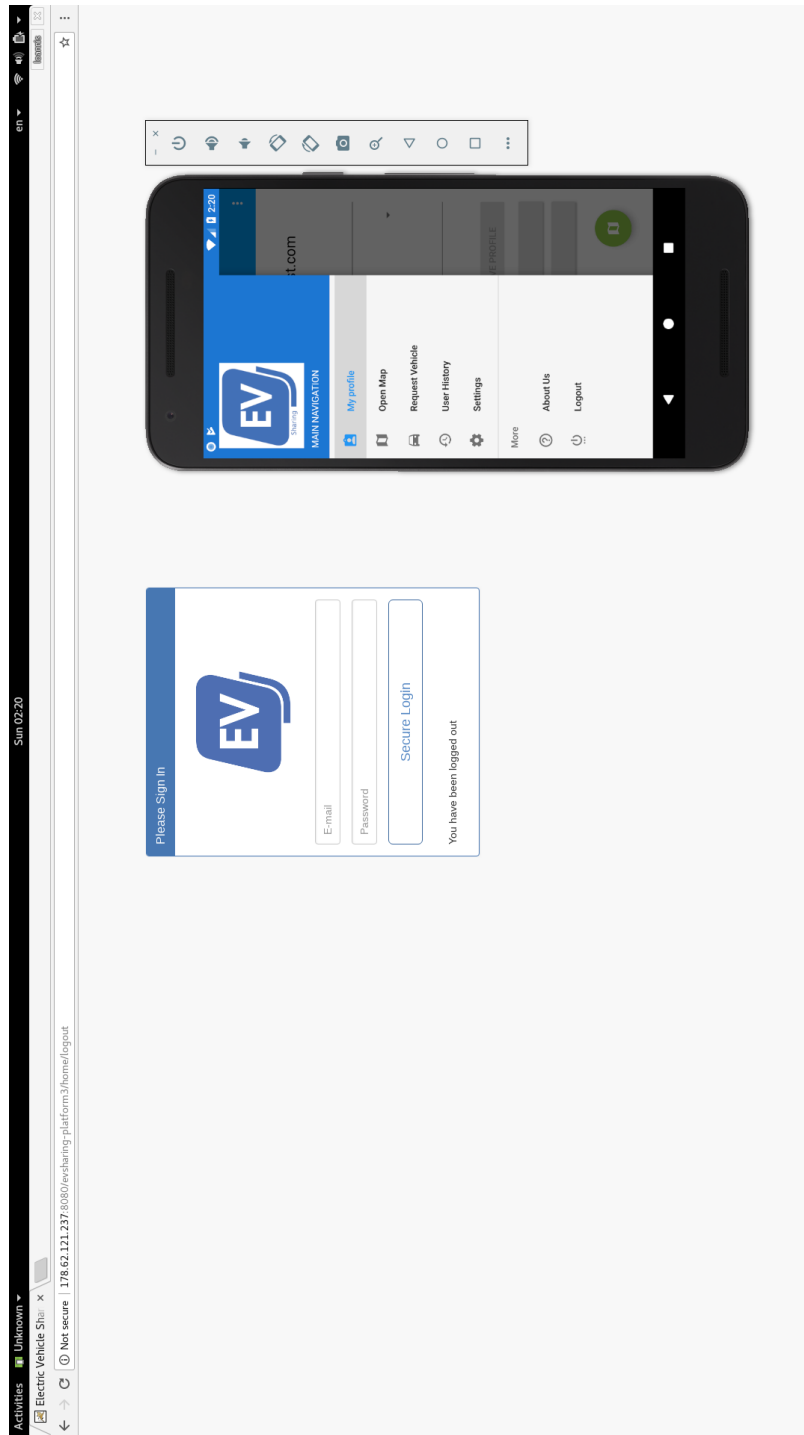 Activities Unknown Sun 02:20 en
Electric Vehicle Shar
Not secure 178.62.121.237:8080/evsharing-platform3/home/logout
Please Sign In
EV
E-mail
Password
Secure Login
You have been logged out
2:20
EV
Sharing
MAIN NAVIGATION
My profile
Open Map
Request Vehicle
User History
Settings
More
About Us
Logout
t.com
PROFILE